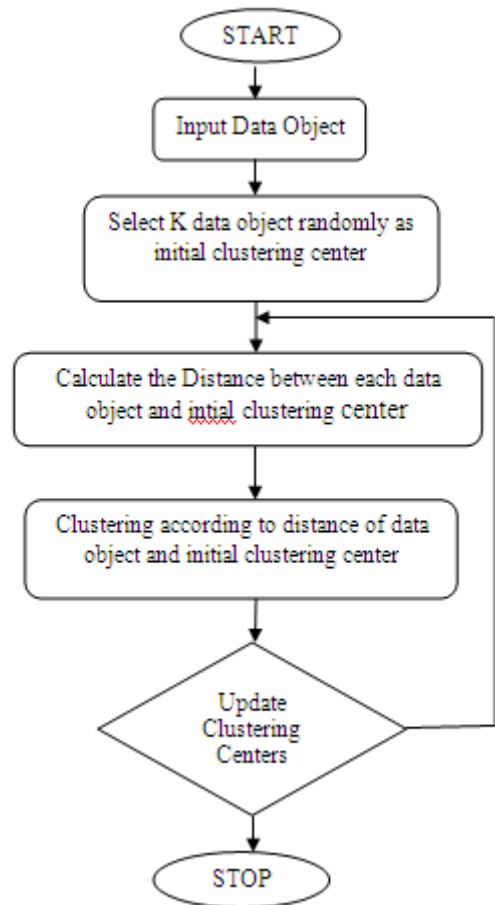 START
Input Data Object
Select K data object randomly as
initial clustering center
Calculate the Distance between each data
object and intial clustering center
Clustering according to distance of data
object and initial clustering center
Update
Clustering
Centers
STOP